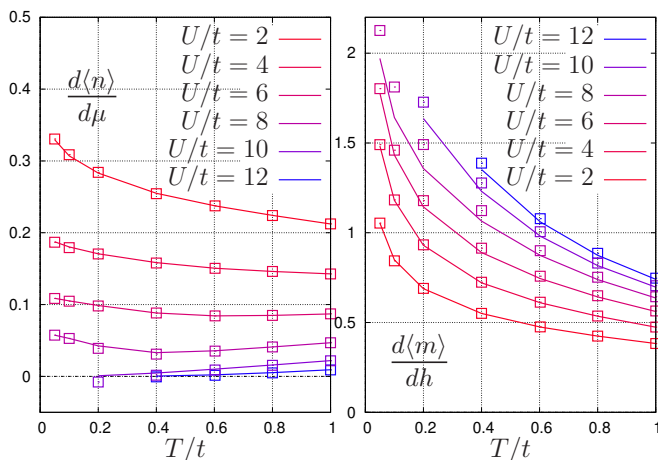 0.5
0.4
0.3
0.2
0.1
0
d⟨n⟩
dμ
U/t = 2
U/t = 4
U/t = 6
U/t = 8
U/t = 10
U/t = 12
0 0.2 0.4 0.6 0.8 1
T/t
2
1.5
1
0.5
0
U/t = 12
U/t = 10
U/t = 8
U/t = 6
U/t = 4
U/t = 2
d⟨m⟩
dh
0 0.2 0.4 0.6 0.8 1
T/t